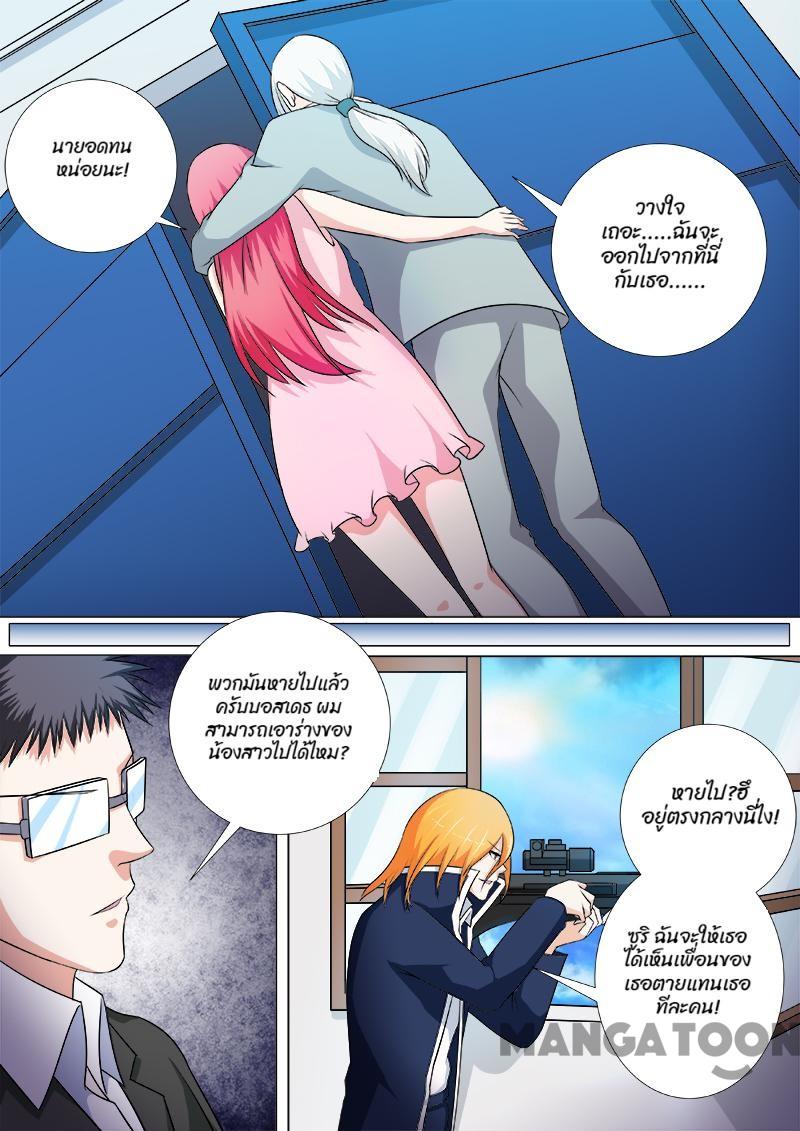 นายอดทน
หน่อยนะ!
วางใจ
เถอะ.....ฉันจะ
ออกไปจากที่นี่
กับเธอ......
พวกมันหายไปแล้ว
ครับบอสเดธ ผม
สามารถเอาร่างของ
น้องสาวไปได้ไหม?
หายไป?ฮึ
อยู่ตรงกลางนี่ไง!
ซูริ ฉันจะให้เธอ
ได้เห็นเพื่อนของ
เธอตายแทนเธอ
ทีละคน!
MANGATOON